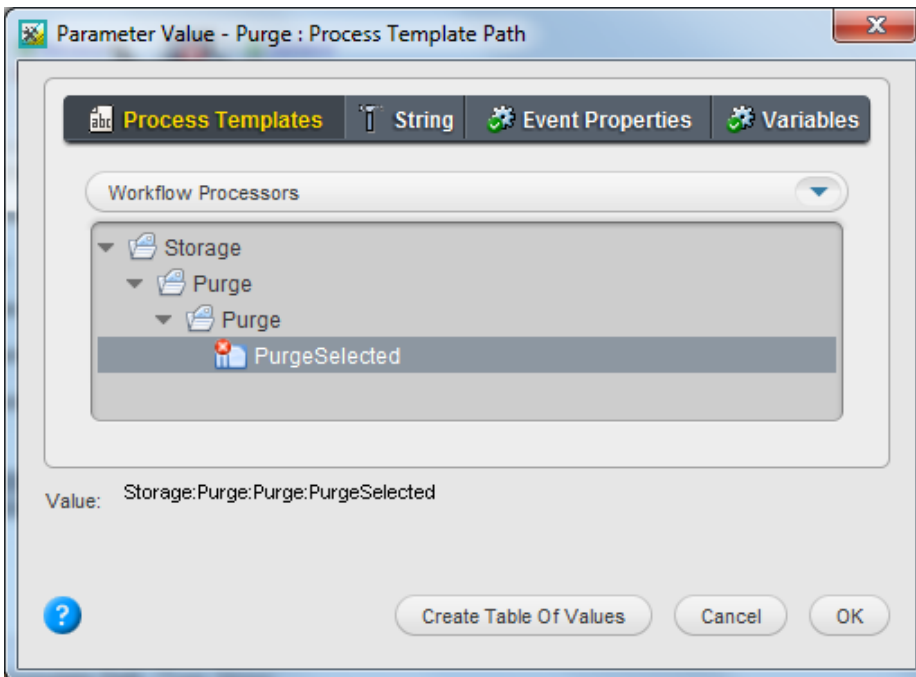 Parameter Value - Purge : Process Template Path
abc Process Templates String Event Properties Variables
Workflow Processors
Storage
Purge
Purge
PurgeSelected
Value: Storage:Purge:Purge:PurgeSelected
? Create Table Of Values Cancel OK